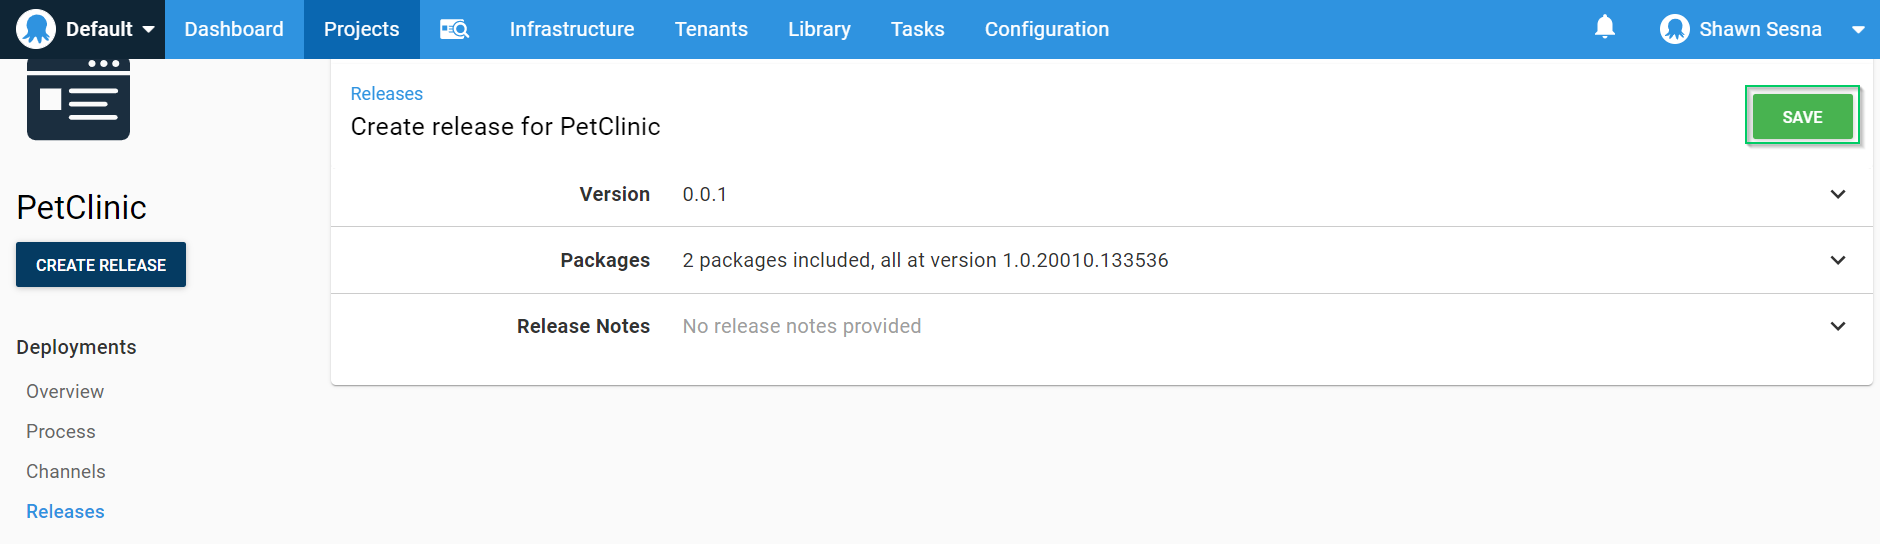 Default Dashboard Projects Infrastructure Tenants Library Tasks Configuration Shawn Sesna
PetClinic
CREATE RELEASE
Deployments
Overview
Process
Channels
Releases
Releases
Create release for PetClinic
SAVE
Version 0.0.1
Packages 2 packages included, all at version 1.0.20010.133536
Release Notes No release notes provided